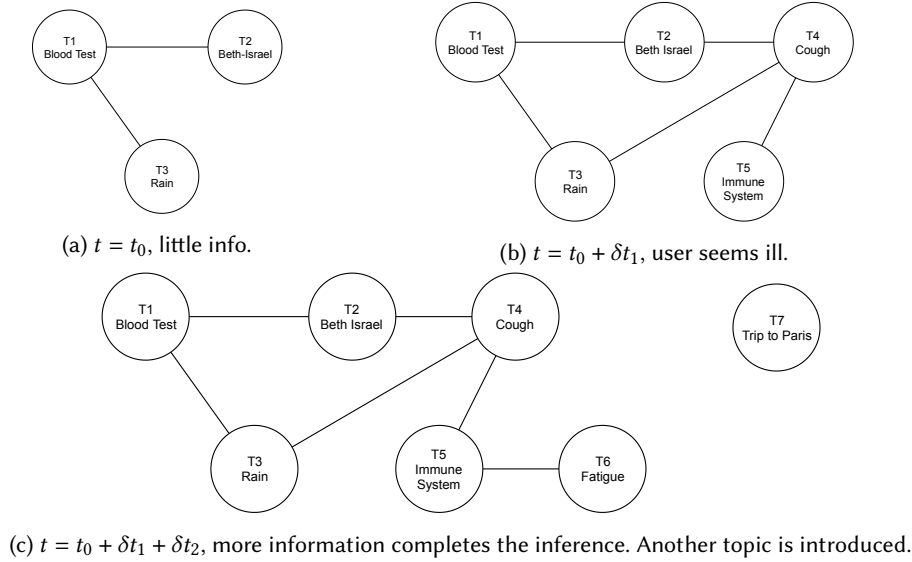 T1
Blood Test
T2
Beth-Israel
T3
Rain
(a) t = t₀, little info.
T1
Blood Test
T2
Beth Israel
T4
Cough
T3
Rain
T5
Immune
System
(b) t = t₀ + δt₁, user seems ill.
T1
Blood Test
T2
Beth Israel
T4
Cough
T7
Trip to Paris
T3
Rain
T5
Immune
System
T6
Fatigue
(c) t = t₀ + δt₁ + δt₂, more information completes the inference. Another topic is introduced.